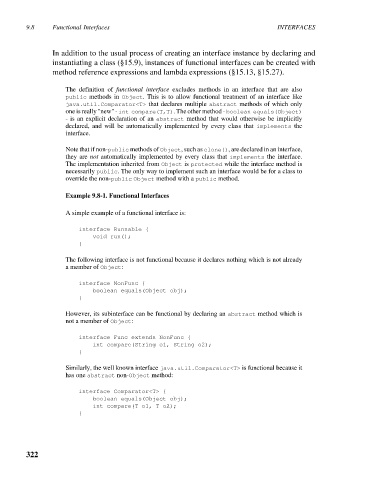 9.8 Functional Interfaces INTERFACES
In addition to the usual process of creating an interface instance by declaring and
instantiating a class (§15.9), instances of functional interfaces can be created with
method reference expressions and lambda expressions (§15.13, §15.27).
The definition of functional interface excludes methods in an interface that are also
public methods in Object. This is to allow functional treatment of an interface like
java.util.Comparator<T> that declares multiple abstract methods of which only
one is really "new" - int compare(T,T). The other method - boolean equals(Object)
- is an explicit declaration of an abstract method that would otherwise be implicitly
declared, and will be automatically implemented by every class that implements the
interface.
Note that if non-public methods of Object, such as clone(), are declared in an interface,
they are not automatically implemented by every class that implements the interface.
The implementation inherited from Object is protected while the interface method is
necessarily public. The only way to implement such an interface would be for a class to
override the non-public Object method with a public method.
Example 9.8-1. Functional Interfaces
A simple example of a functional interface is:
interface Runnable {
void run();
}
The following interface is not functional because it declares nothing which is not already
a member of Object:
interface NonFunc {
boolean equals(Object obj);
}
However, its subinterface can be functional by declaring an abstract method which is
not a member of Object:
interface Func extends NonFunc {
int compare(String o1, String o2);
}
Similarly, the well known interface java.util.Comparator<T> is functional because it
has one abstract non-Object method:
interface Comparator<T> {
boolean equals(Object obj);
int compare(T o1, T o2);
}
322